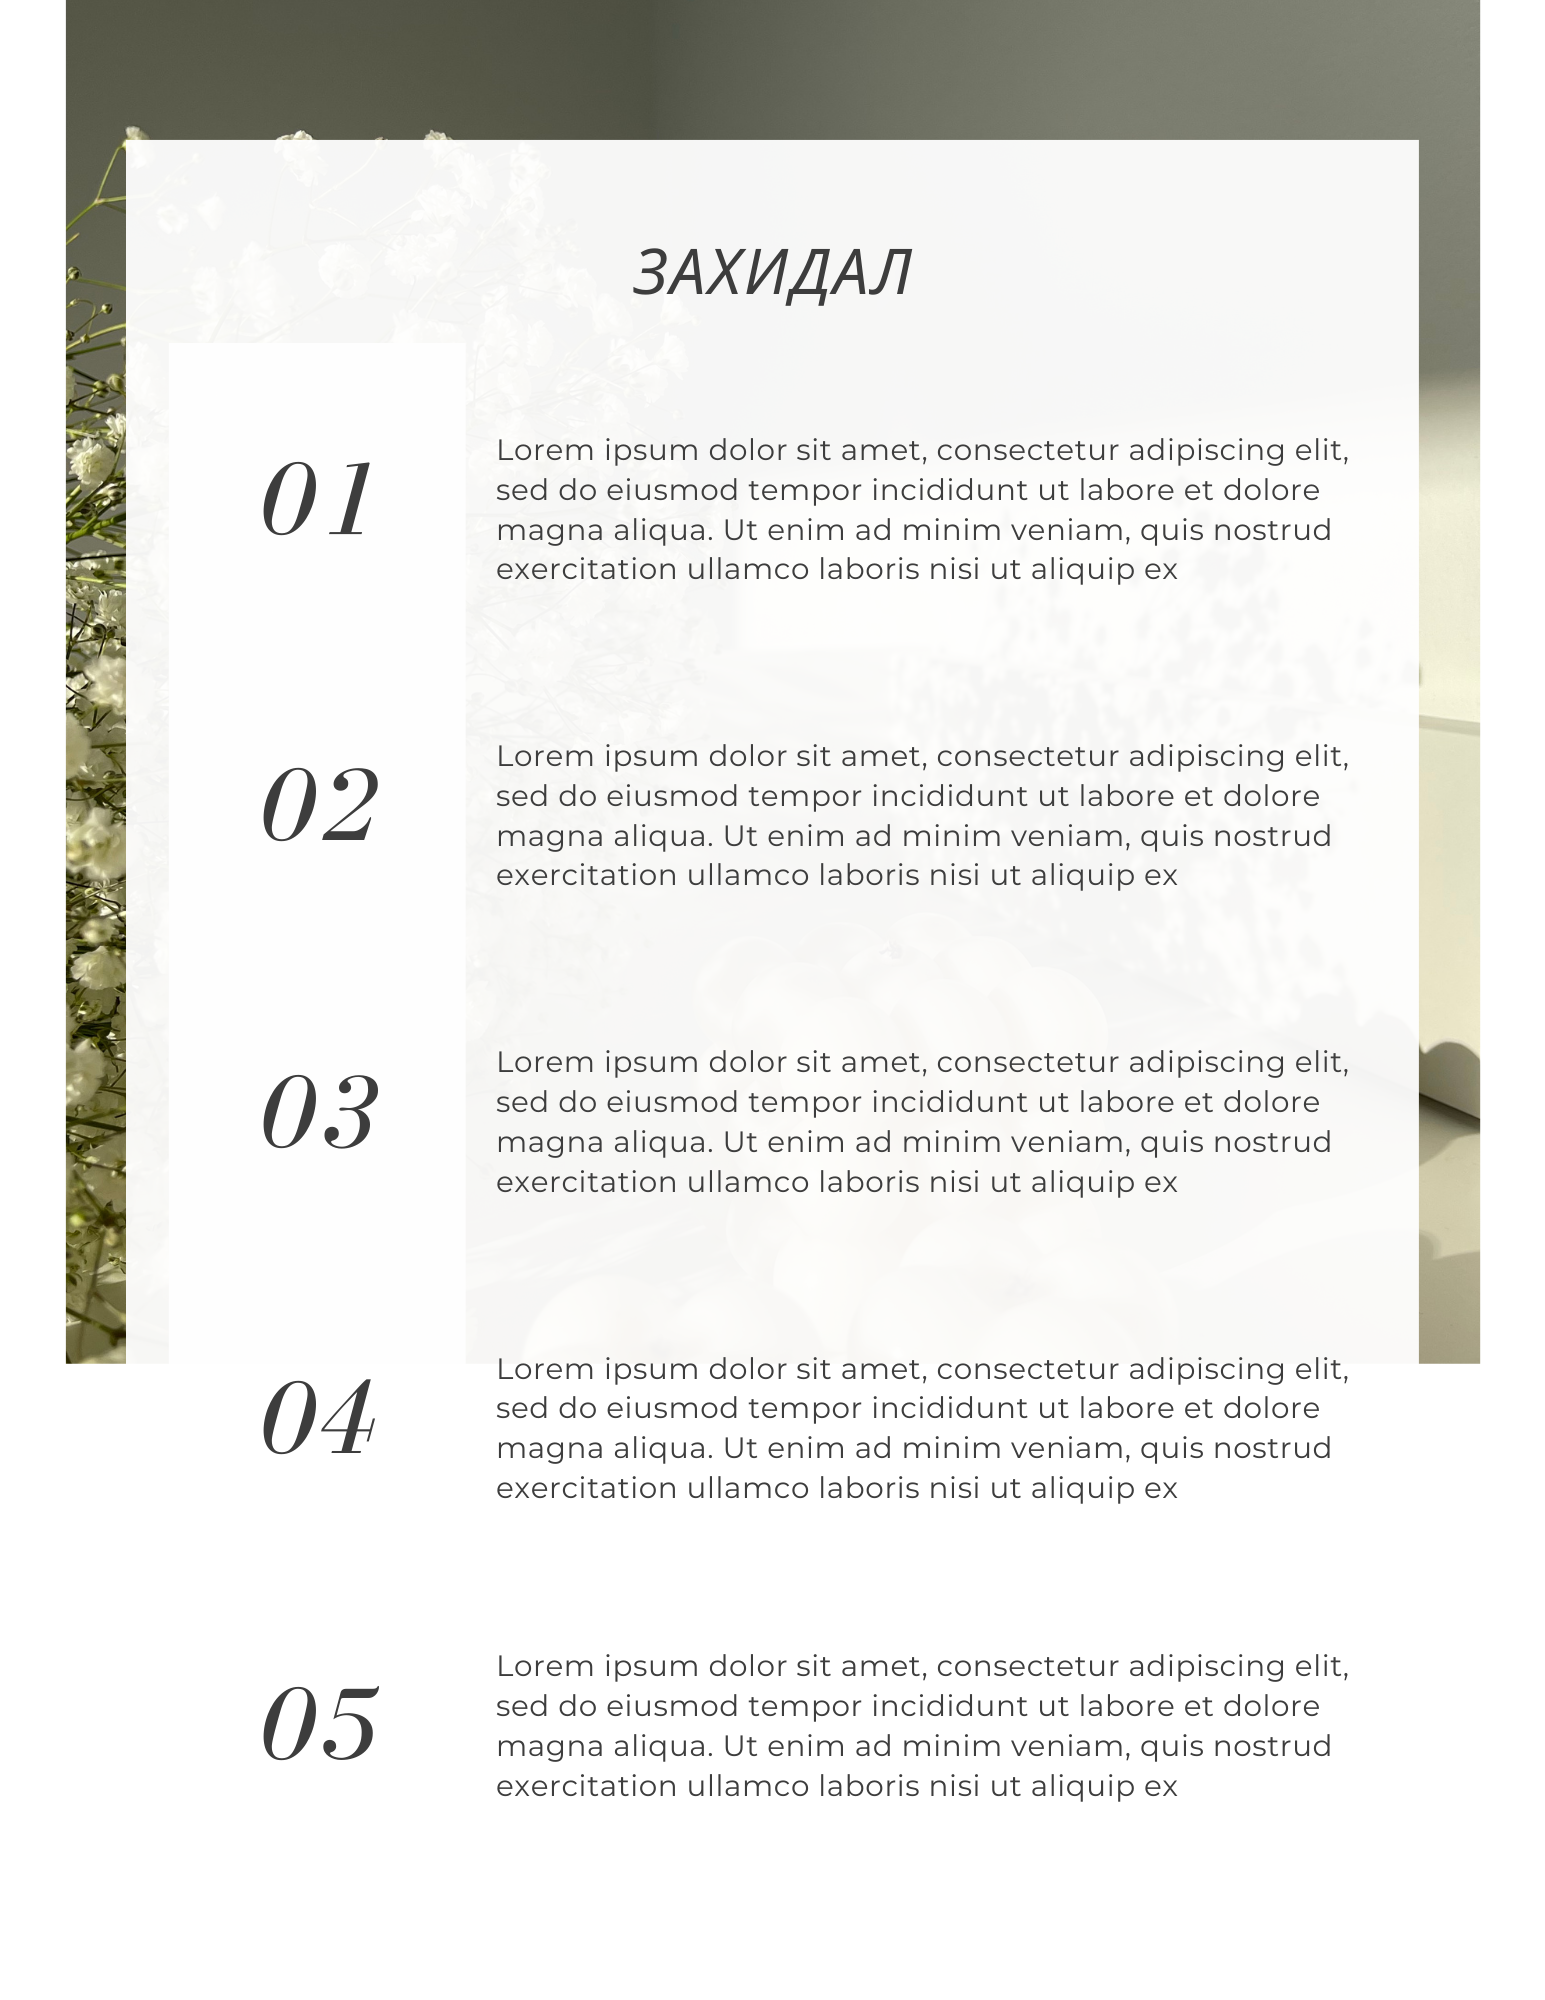 ЗАХИДАЛ
01
Lorem ipsum dolor sit amet, consectetur adipiscing elit,
sed do eiusmod tempor incididunt ut labore et dolore
magna aliqua. Ut enim ad minim veniam, quis nostrud
exercitation ullamco laboris nisi ut aliquip ex
02
Lorem ipsum dolor sit amet, consectetur adipiscing elit,
sed do eiusmod tempor incididunt ut labore et dolore
magna aliqua. Ut enim ad minim veniam, quis nostrud
exercitation ullamco laboris nisi ut aliquip ex
03
Lorem ipsum dolor sit amet, consectetur adipiscing elit,
sed do eiusmod tempor incididunt ut labore et dolore
magna aliqua. Ut enim ad minim veniam, quis nostrud
exercitation ullamco laboris nisi ut aliquip ex
04
Lorem ipsum dolor sit amet, consectetur adipiscing elit,
sed do eiusmod tempor incididunt ut labore et dolore
magna aliqua. Ut enim ad minim veniam, quis nostrud
exercitation ullamco laboris nisi ut aliquip ex
05
Lorem ipsum dolor sit amet, consectetur adipiscing elit,
sed do eiusmod tempor incididunt ut labore et dolore
magna aliqua. Ut enim ad minim veniam, quis nostrud
exercitation ullamco laboris nisi ut aliquip ex